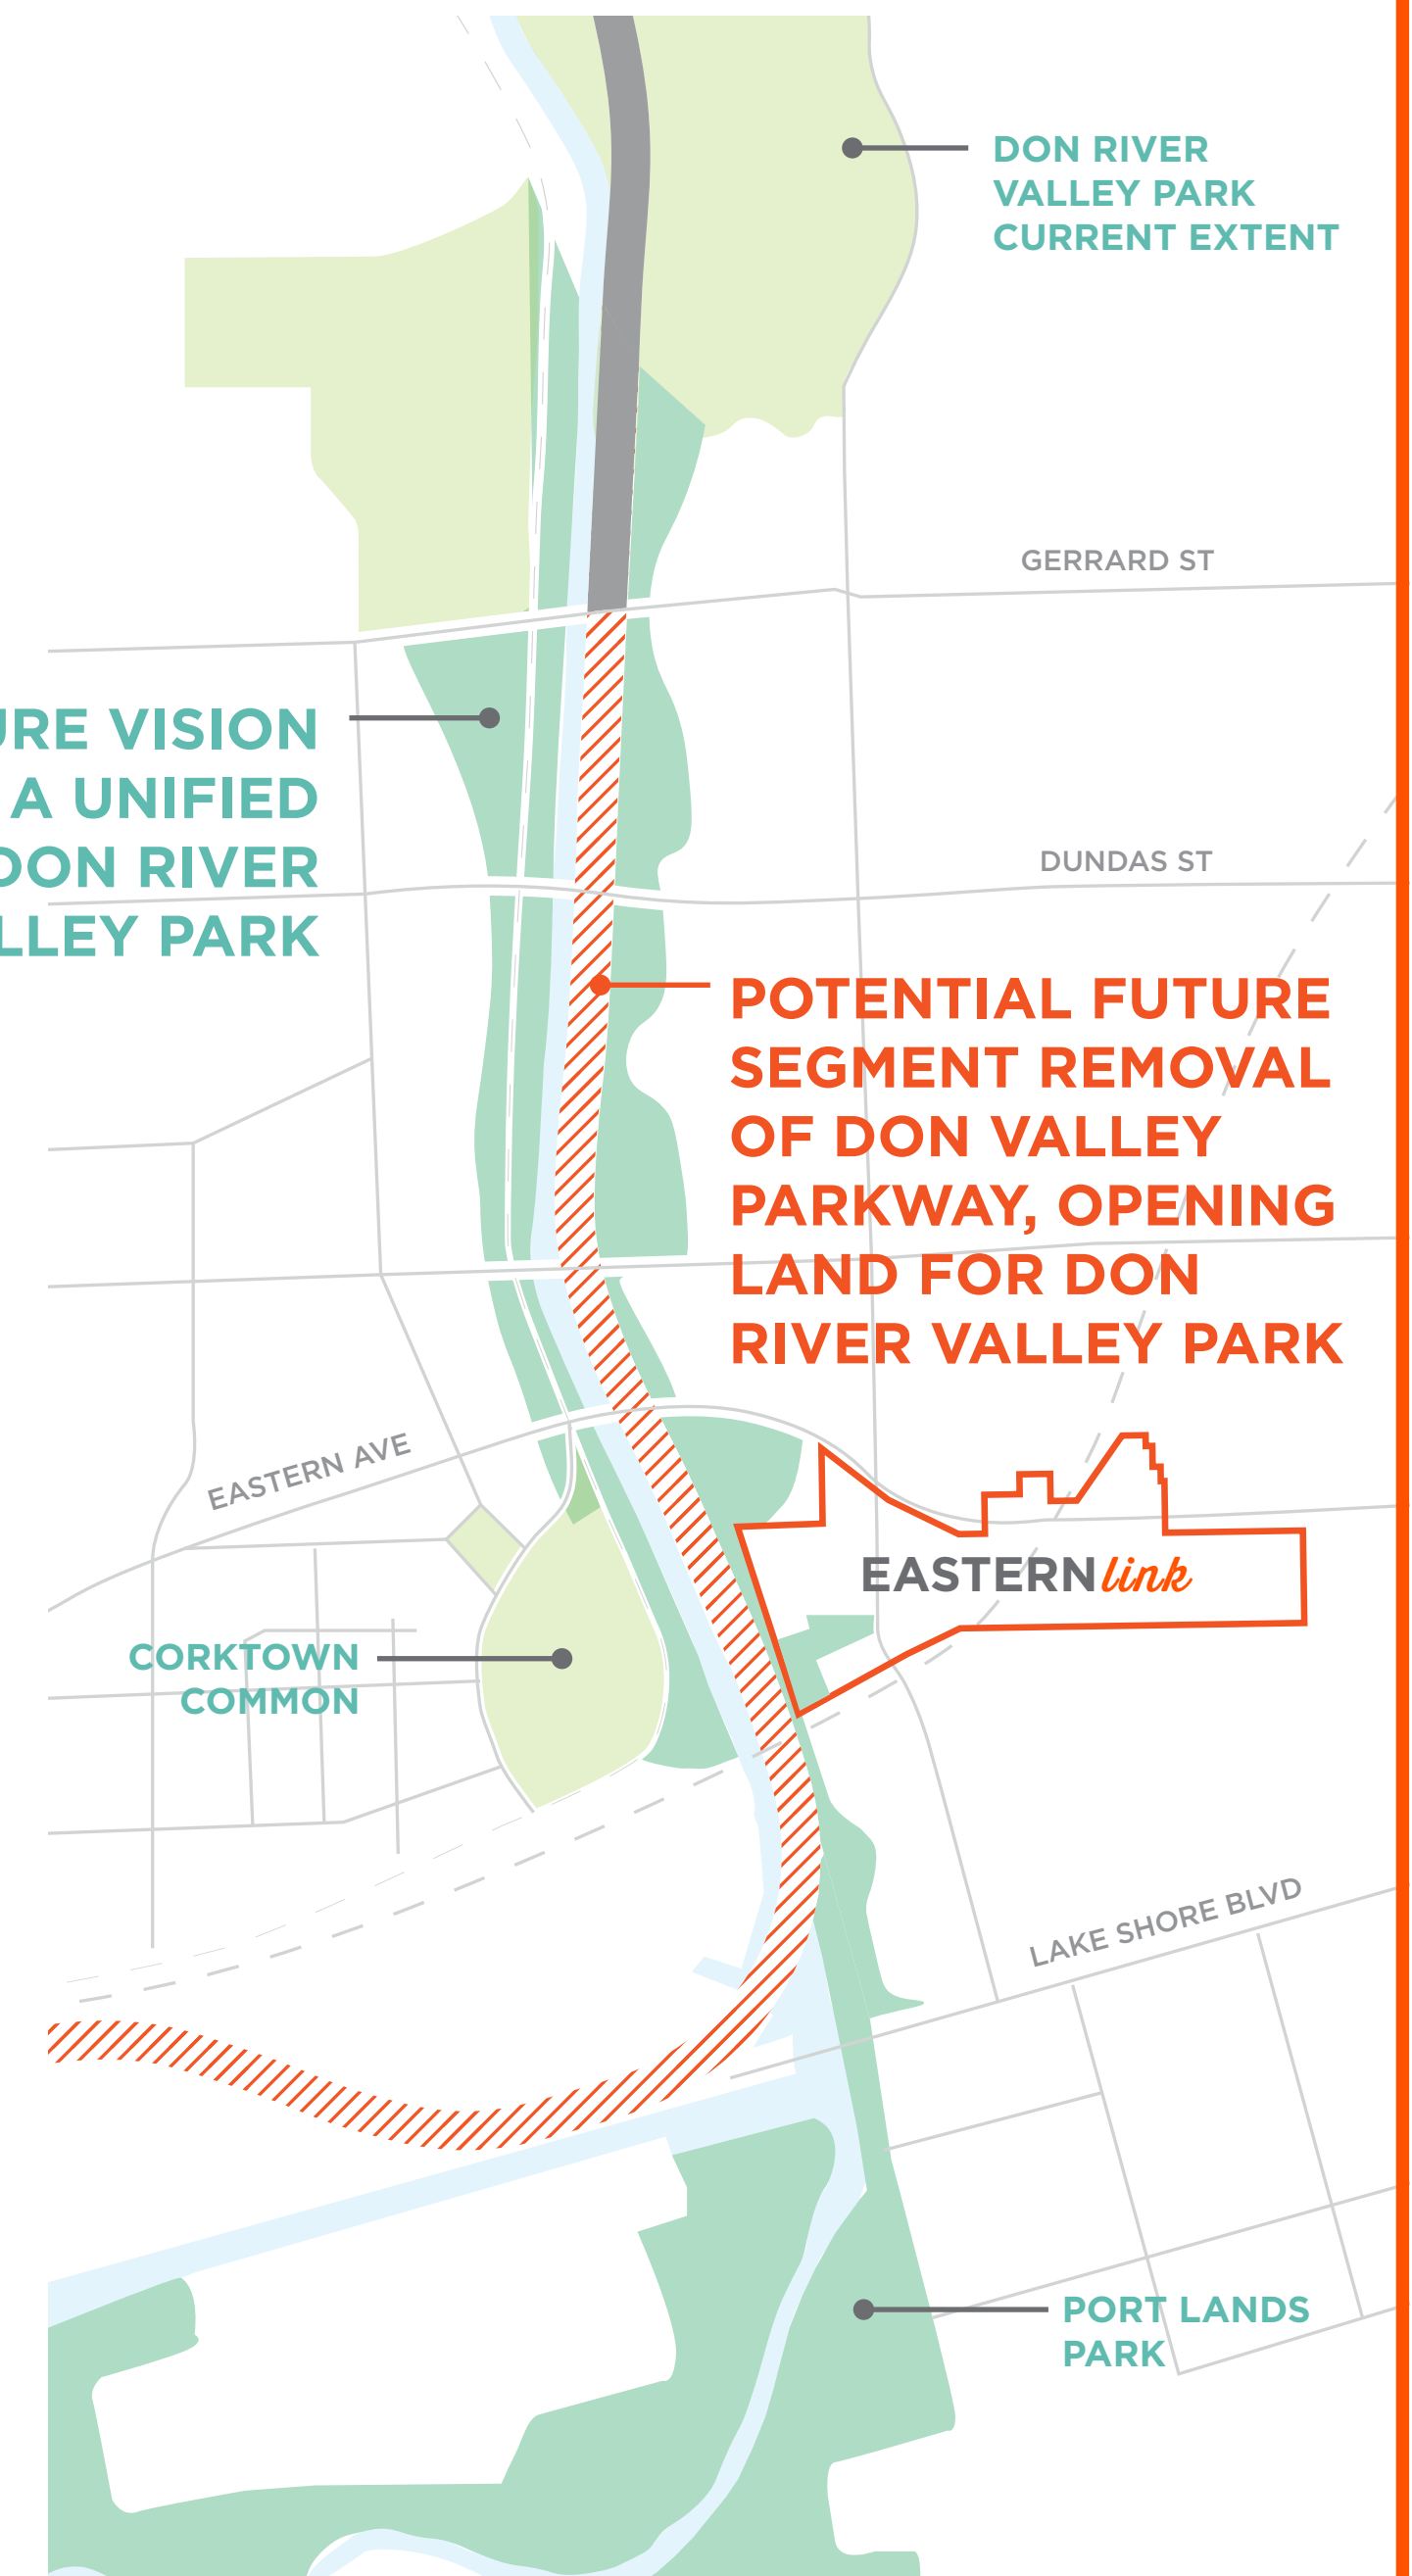 DON RIVER
VALLEY PARK
CURRENT EXTENT
GERRARD ST
URE VISION
A UNIFIED
DON RIVER
LLEY PARK
DUNDAS ST
POTENTIAL FUTURE
SEGMENT REMOVAL
OF DON VALLEY
PARKWAY, OPENING
LAND FOR DON
RIVER VALLEY PARK
EASTERN AVE
EASTERN link
CORKTOWN
COMMON
LAKE SHORE BLVD
PORT LANDS
PARK